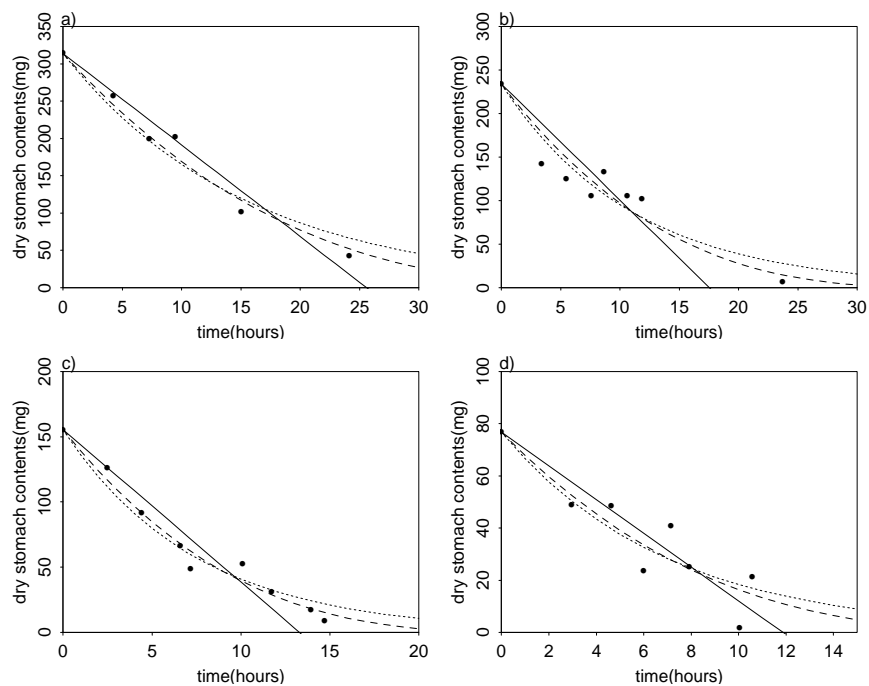 a)
dry stomach contents(mg)
0 50 100 150 200 250 300 350
0 5 10 15 20 25 30
time(hours)
b)
dry stomach contents(mg)
0 50 100 150 200 250 300
0 5 10 15 20 25 30
time(hours)
c)
dry stomach contents(mg)
0 50 100 150 200
0 5 10 15 20
time(hours)
d)
dry stomach contents(mg)
0 20 40 60 80 100
0 2 4 6 8 10 12 14
time(hours)